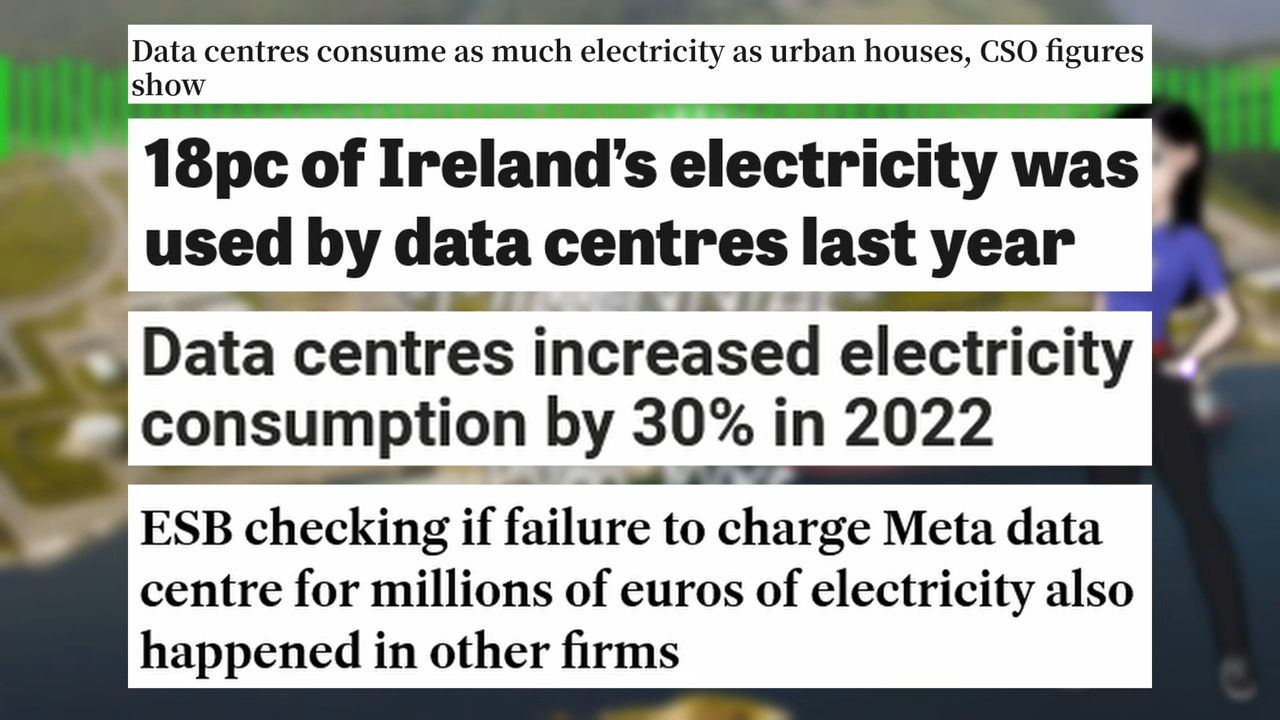 Data centres consume as much electricity as urban houses, CSO figures
show
18pc of Ireland’s electricity was
used by data centres last year
Data centres increased electricity
consumption by 30% in 2022
ESB checking if failure to charge Meta data
centre for millions of euros of electricity also
happened in other firms